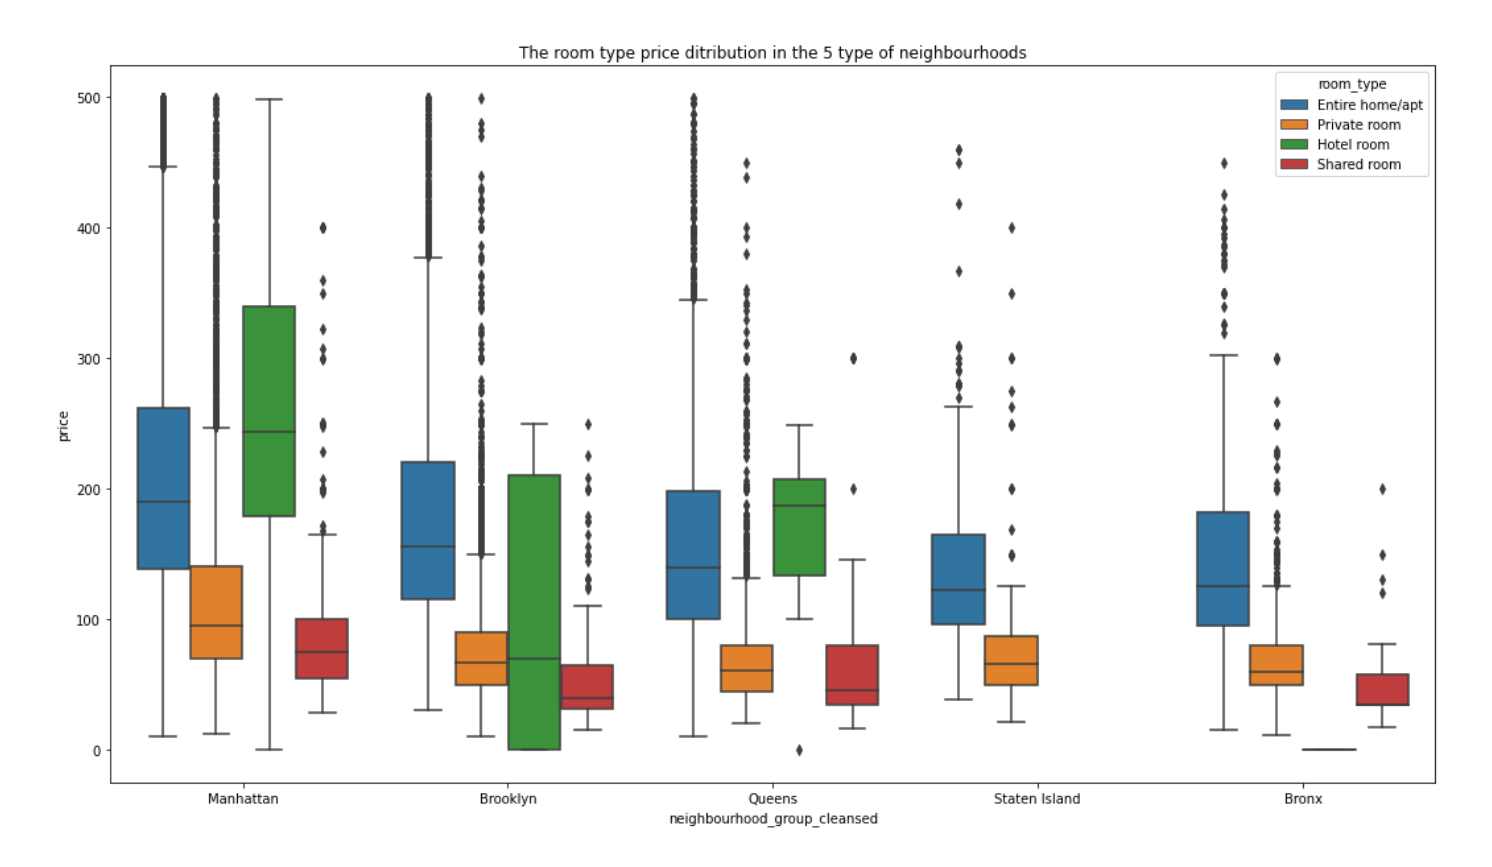 The room type price ditribution in the 5 type of neighbourhoods
room_type
Entire home/apt
Private room
Hotel room
Shared room
500
400
300
200
100
0
price
Manhattan
Brooklyn
Queens
Staten Island
Bronx
neighbourhood_group_cleansed